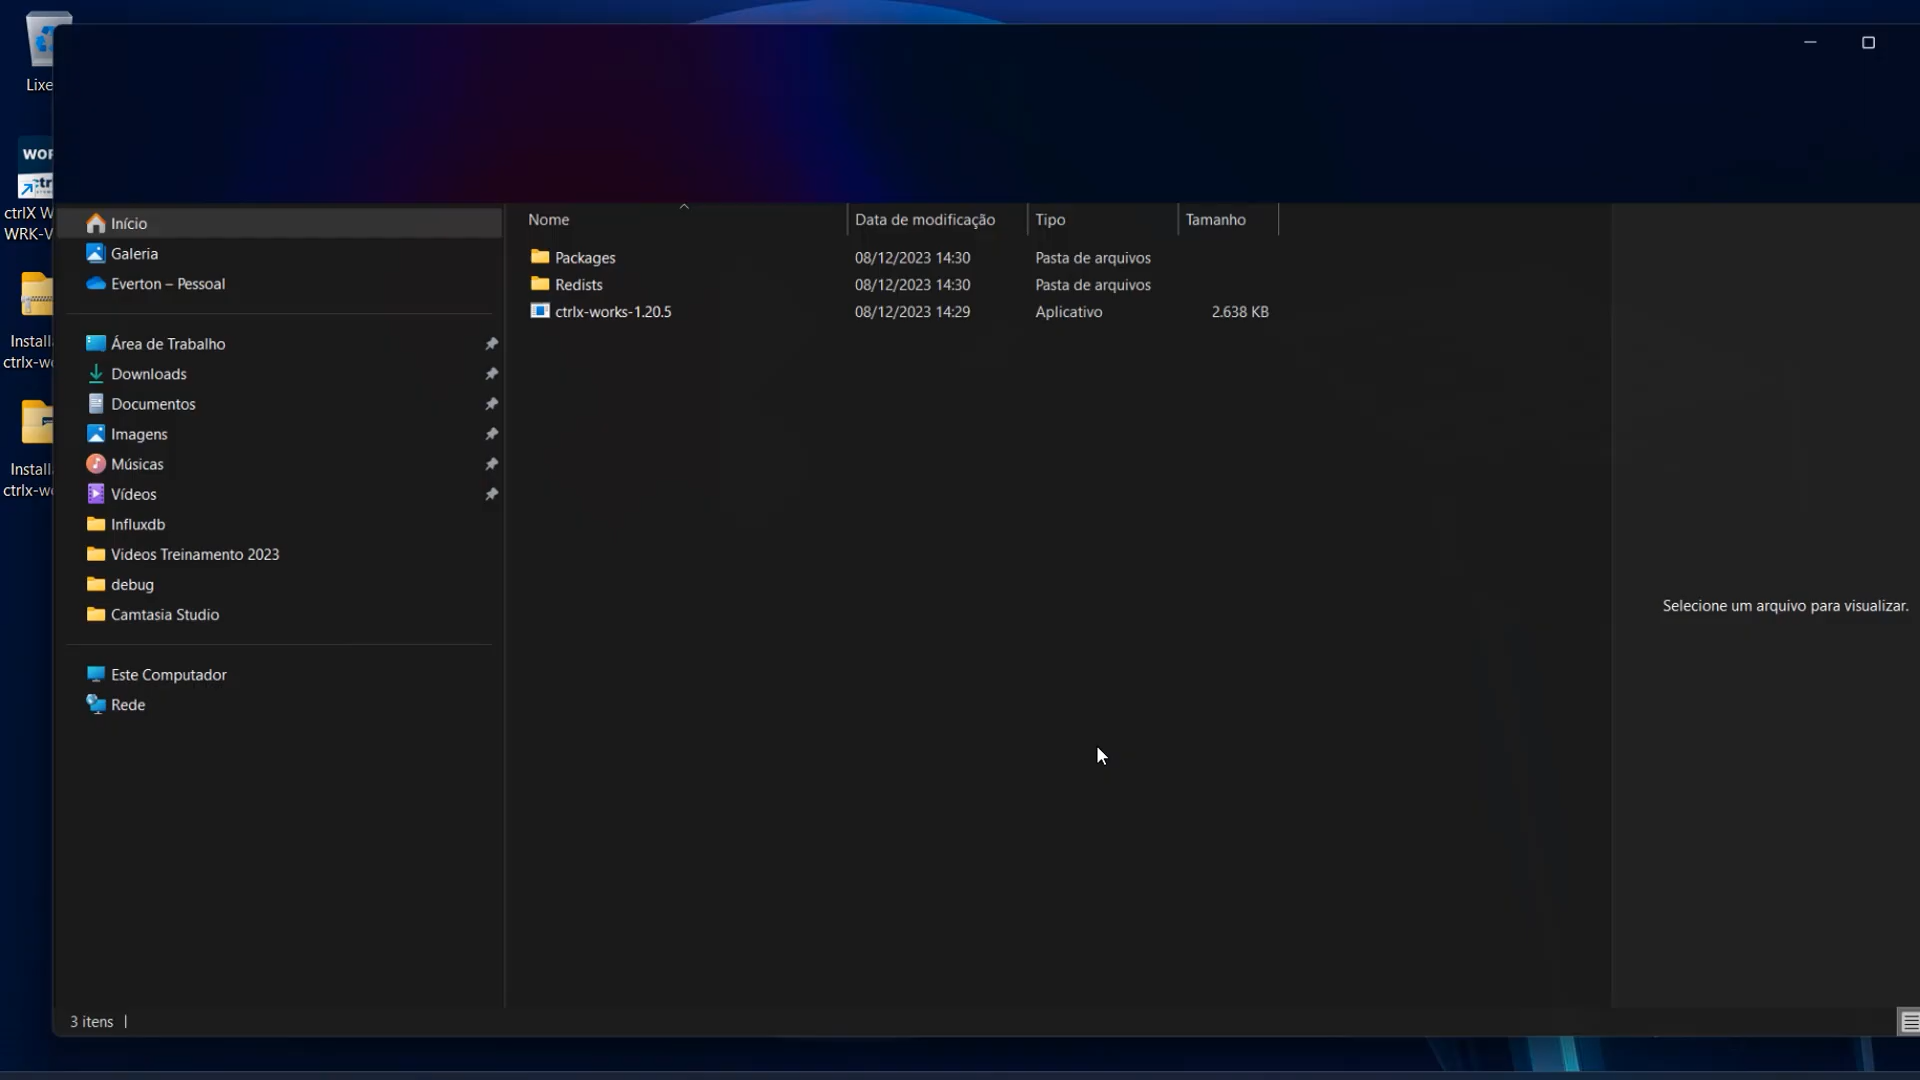 Lixe
WOR
ctrlX W
WRK-V
Install
ctrlx-wo
Install
ctrlx-wo
Início
Galeria
Everton – Pessoal
Área de Trabalho
Downloads
Documentos
Imagens
Músicas
Vídeos
Influxdb
Videos Treinamento 2023
debug
Camtasia Studio
Este Computador
Rede
Nome Data de modificação Tipo Tamanho
Packages 08/12/2023 14:30 Pasta de arquivos
Redists 08/12/2023 14:30 Pasta de arquivos
ctrlx-works-1.20.5 08/12/2023 14:29 Aplicativo 2.638 KB
Selecione um arquivo para visualizar.
3 itens